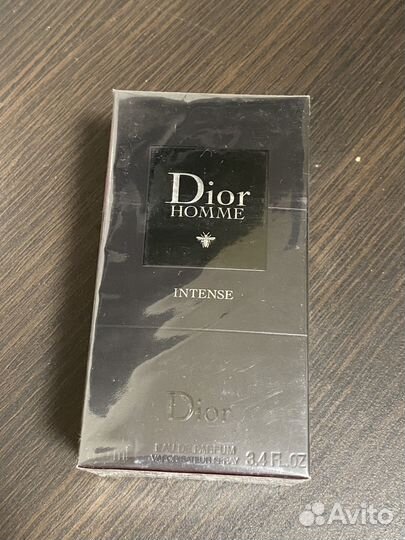 Dior
HOMME
INTENSE
Dior
EAU DE PARFUM
VAPORISATEUR SPRAY 3.4 FL.OZ
Avito